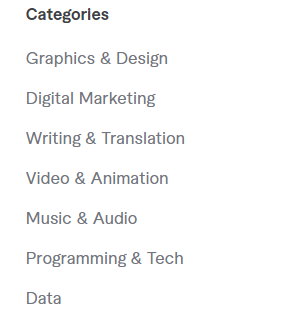 Categories
Graphics & Design
Digital Marketing
Writing & Translation
Video & Animation
Music & Audio
Programming & Tech
Data